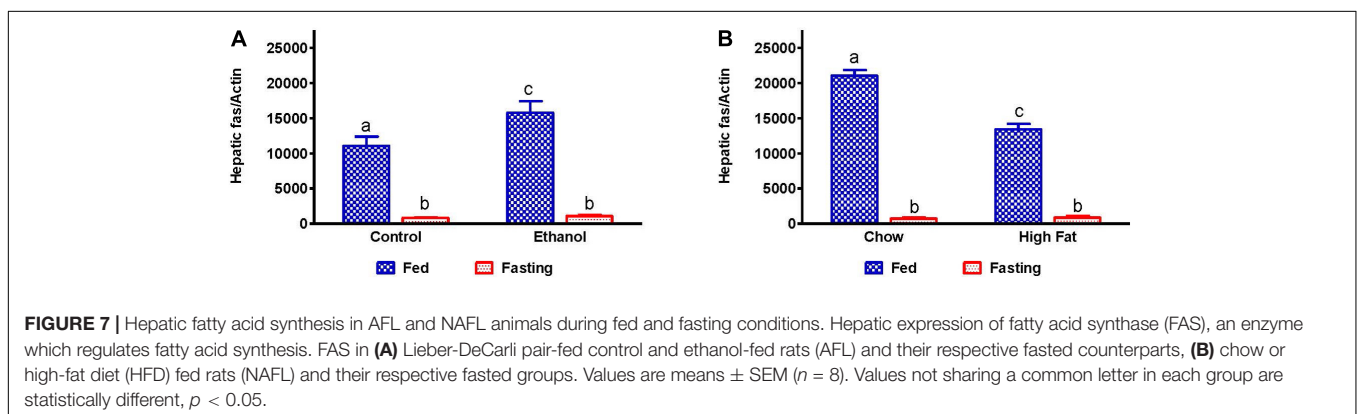 A
Hepatic fas/Actin
25000
20000
15000
10000
5000
0
a
b
c
b
Control
Ethanol
Fed
Fasting
B
Hepatic fas/Actin
25000
20000
15000
10000
5000
0
a
b
c
b
Chow
High Fat
Fed
Fasting
FIGURE 7 | Hepatic fatty acid synthesis in AFL and NAFL animals during fed and fasting conditions. Hepatic expression of fatty acid synthase (FAS), an enzyme
which regulates fatty acid synthesis. FAS in (A) Lieber-DeCarli pair-fed control and ethanol-fed rats (AFL) and their respective fasted counterparts, (B) chow or
high-fat diet (HFD) fed rats (NAFL) and their respective fasted groups. Values are means ± SEM (n = 8). Values not sharing a common letter in each group are
statistically different, p < 0.05.